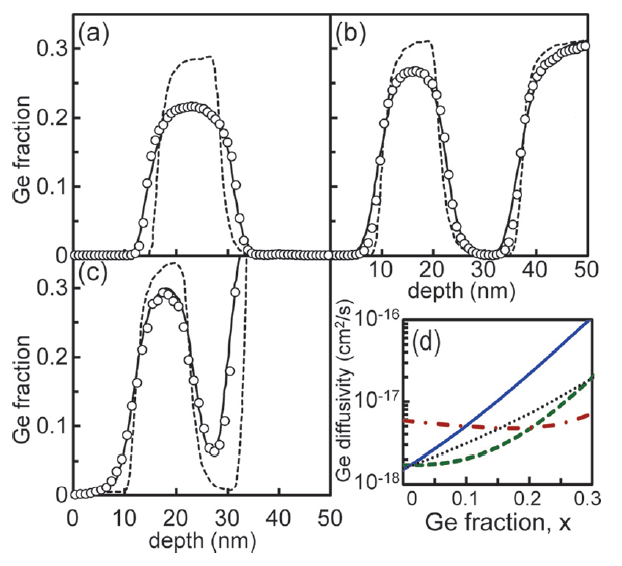 (a)
(b)
0.3
0.2
0.1
0
Ge fraction
10 20 30 40 50
depth (nm)
(c)
0.3
0.2
0.1
0
Ge fraction
0 10 20 30 40 50
depth (nm)
(d)
10-16
10-17
10-18
Ge diffusivity (cm2/s)
0 0.1 0.2 0.3
Ge fraction, x